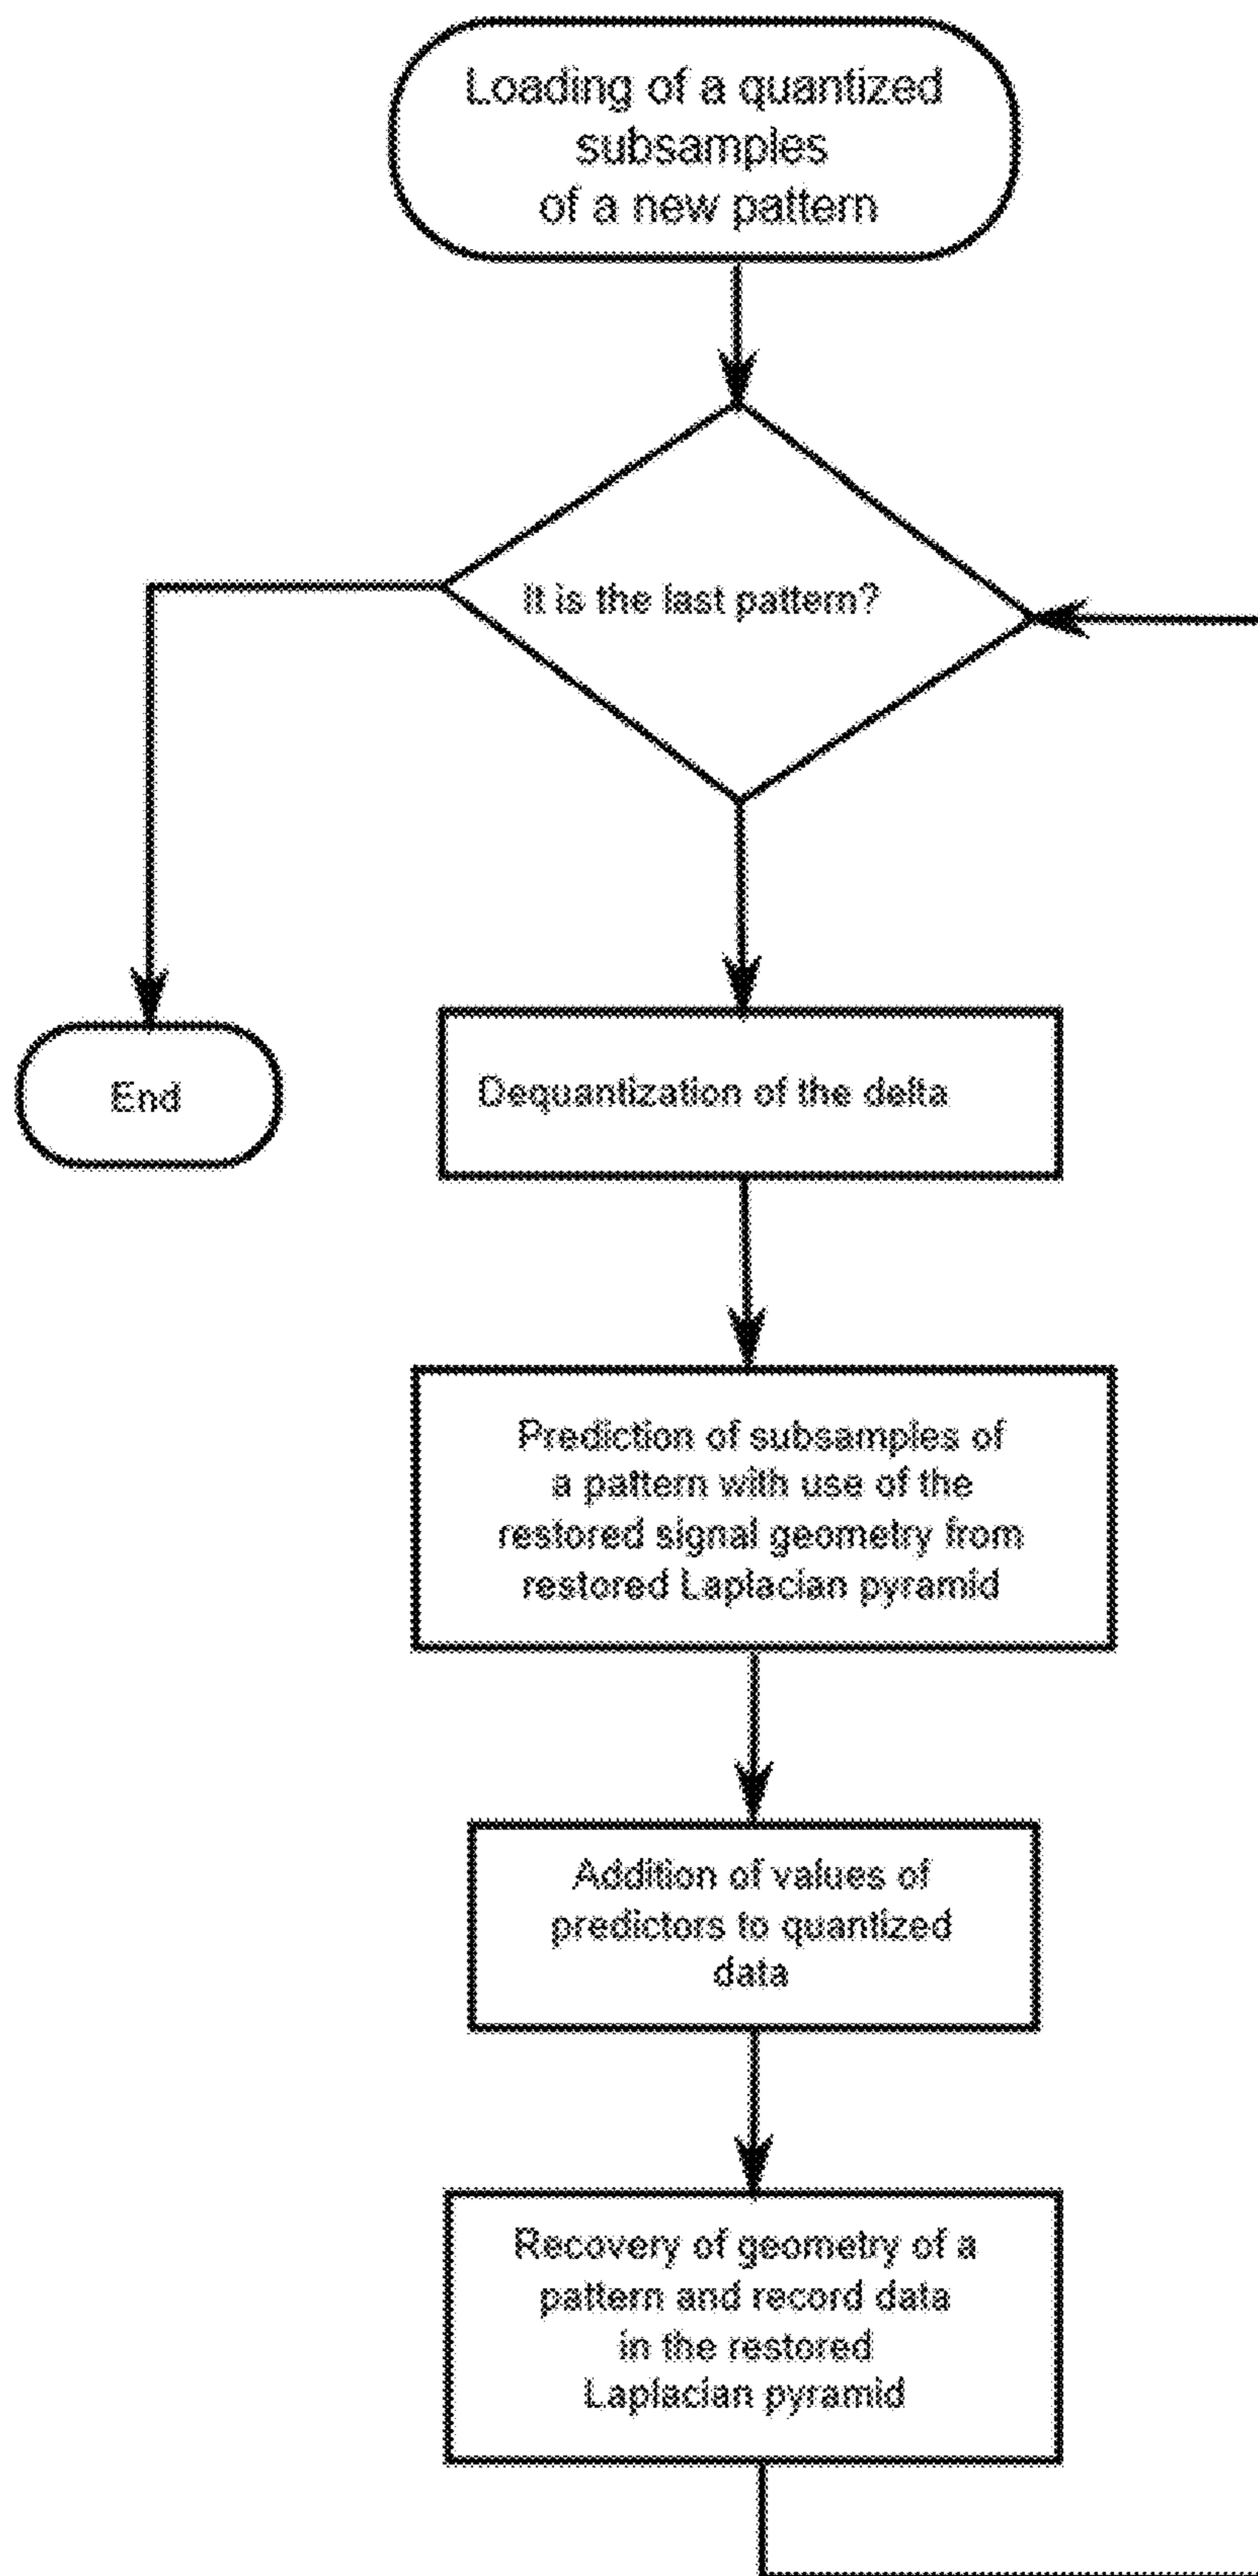 Loading of a quantized
subsamples
of a new pattern
It is the last pattern?
End
Dequantization of the delta
Prediction of subsamples of
a pattern with use of the
restored signal geometry from
restored Laplacian pyramid
Addition of values of
predictors to quantized
data
Recovery of geometry of a
pattern and record data
in the restored
Laplacian pyramid